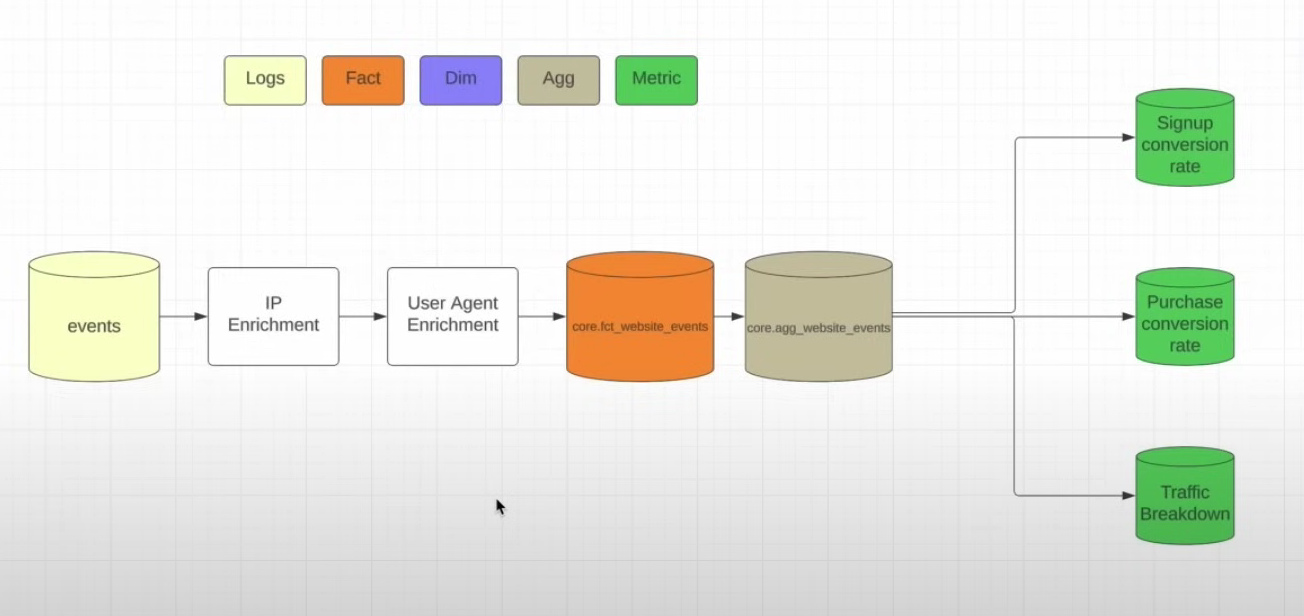 Logs
Fact
Dim
Agg
Metric
Signup
conversion
rate
events
IP
Enrichment
User Agent
Enrichment
core.fct_website_events
core.agg_website_events
Purchase
conversion
rate
Traffic
Breakdown